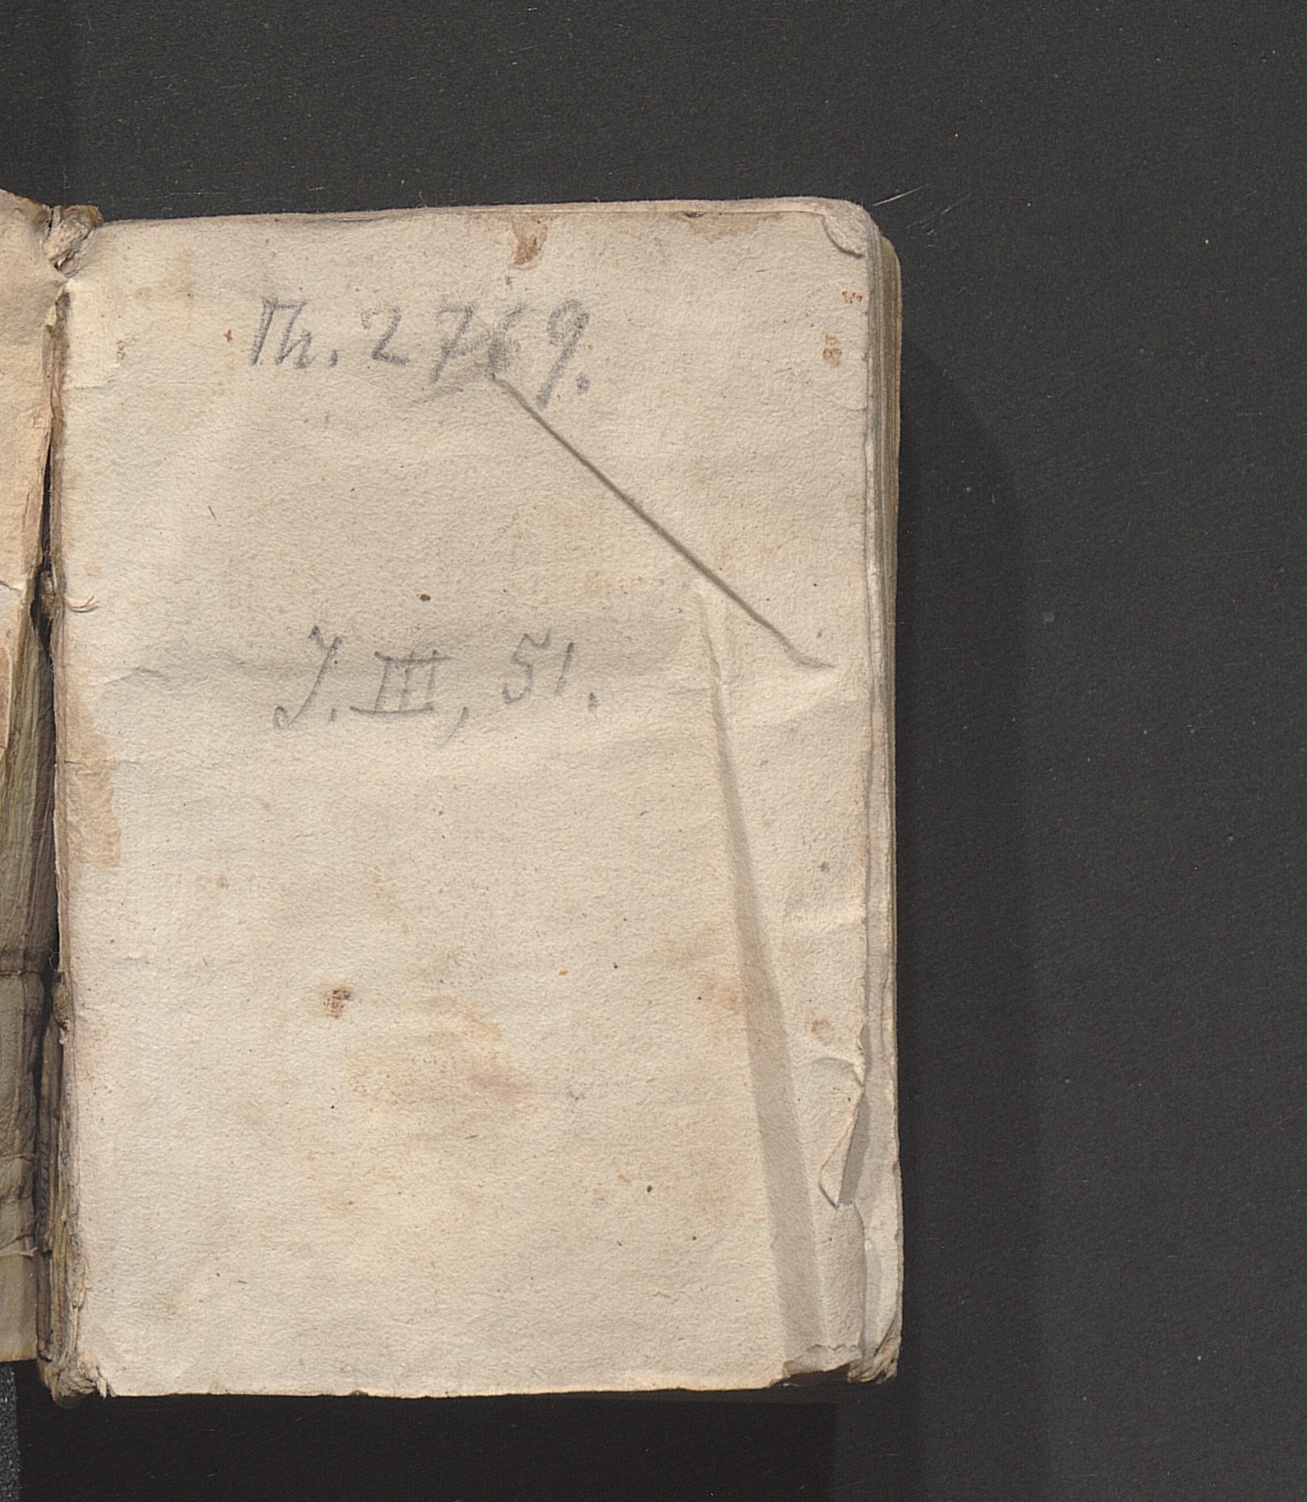 Th. 2769.
J. III, 51.